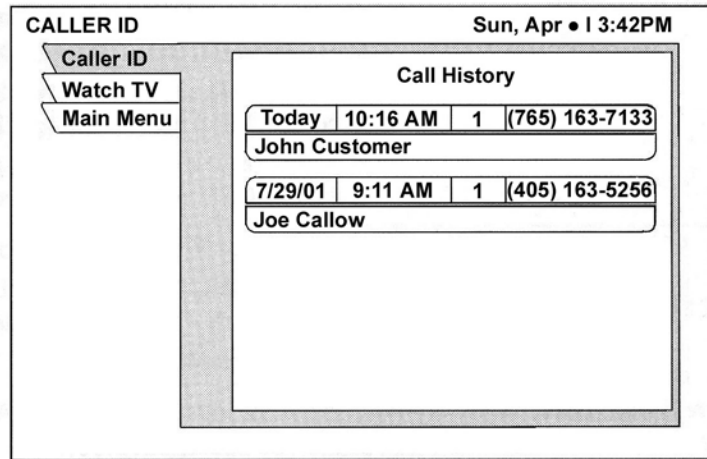 CALLER ID
Sun, Apr ● I 3:42PM
Caller ID
Watch TV
Main Menu
Call History
Today 10:16 AM 1 (765) 163-7133
John Customer
7/29/01 9:11 AM 1 (405) 163-5256
Joe Callow